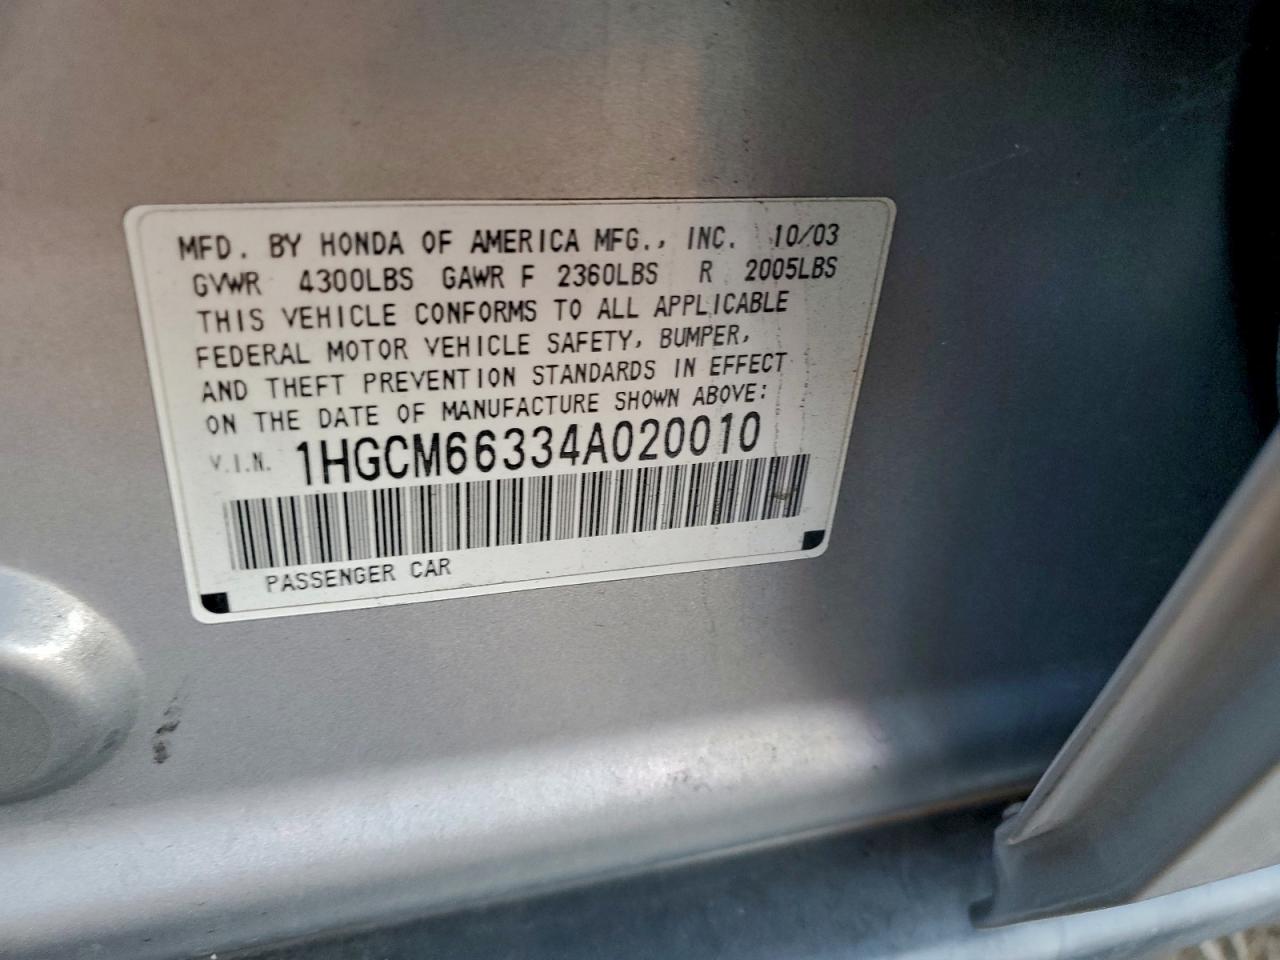 MFD. BY HONDA OF AMERICA MFG., INC. 10/03
GVWR 4300LBS GAWR F 2360LBS R 2005LBS
THIS VEHICLE CONFORMS TO ALL APPLICABLE
FEDERAL MOTOR VEHICLE SAFETY, BUMPER,
AND THEFT PREVENTION STANDARDS IN EFFECT
ON THE DATE OF MANUFACTURE SHOWN ABOVE:
V.I.N. 1HGCM66334A020010
PASSENGER CAR